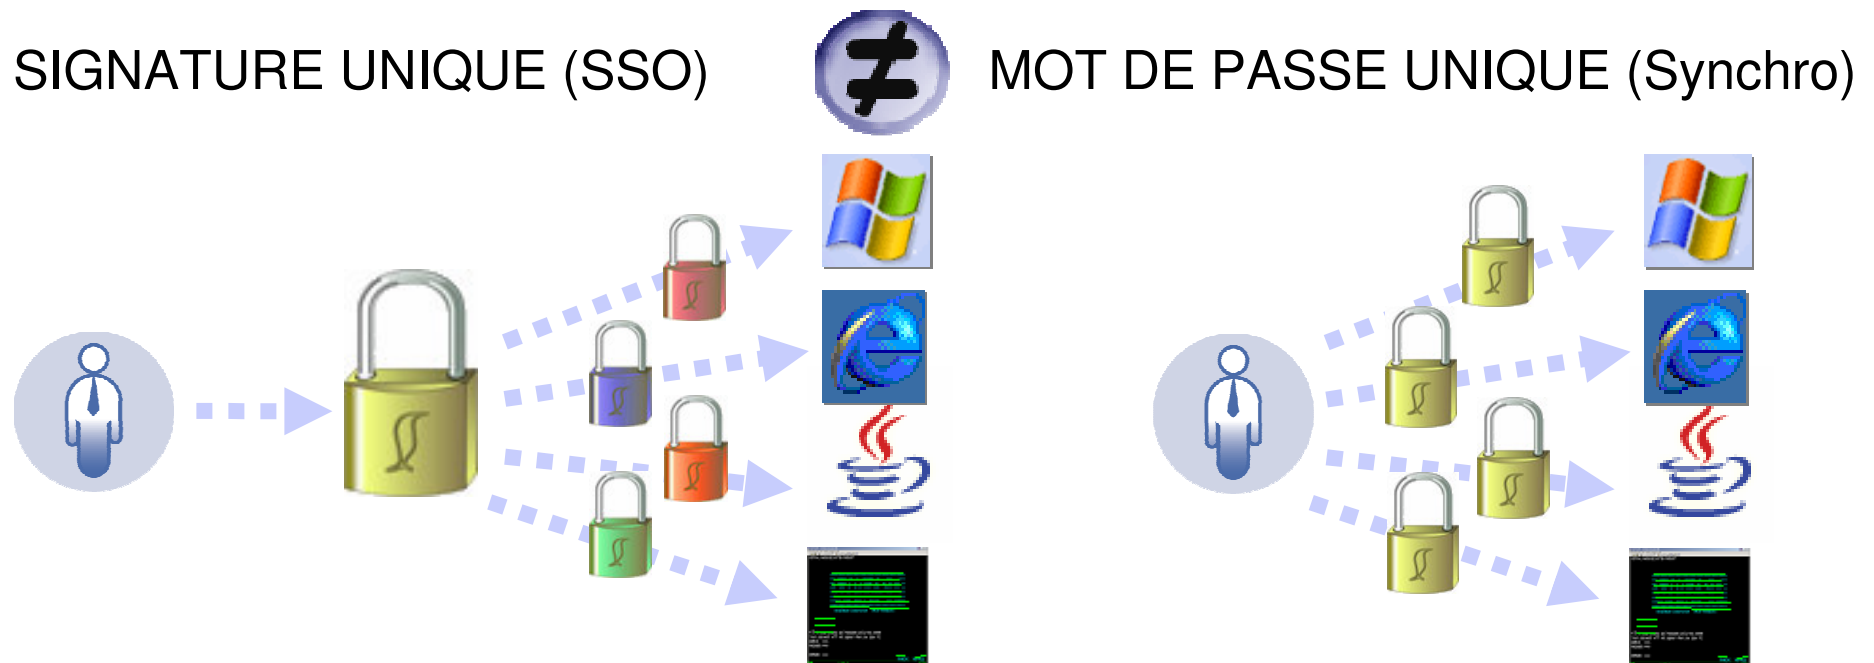 SIGNATURE UNIQUE (SSO)
≠
MOT DE PASSE UNIQUE (Synchro)